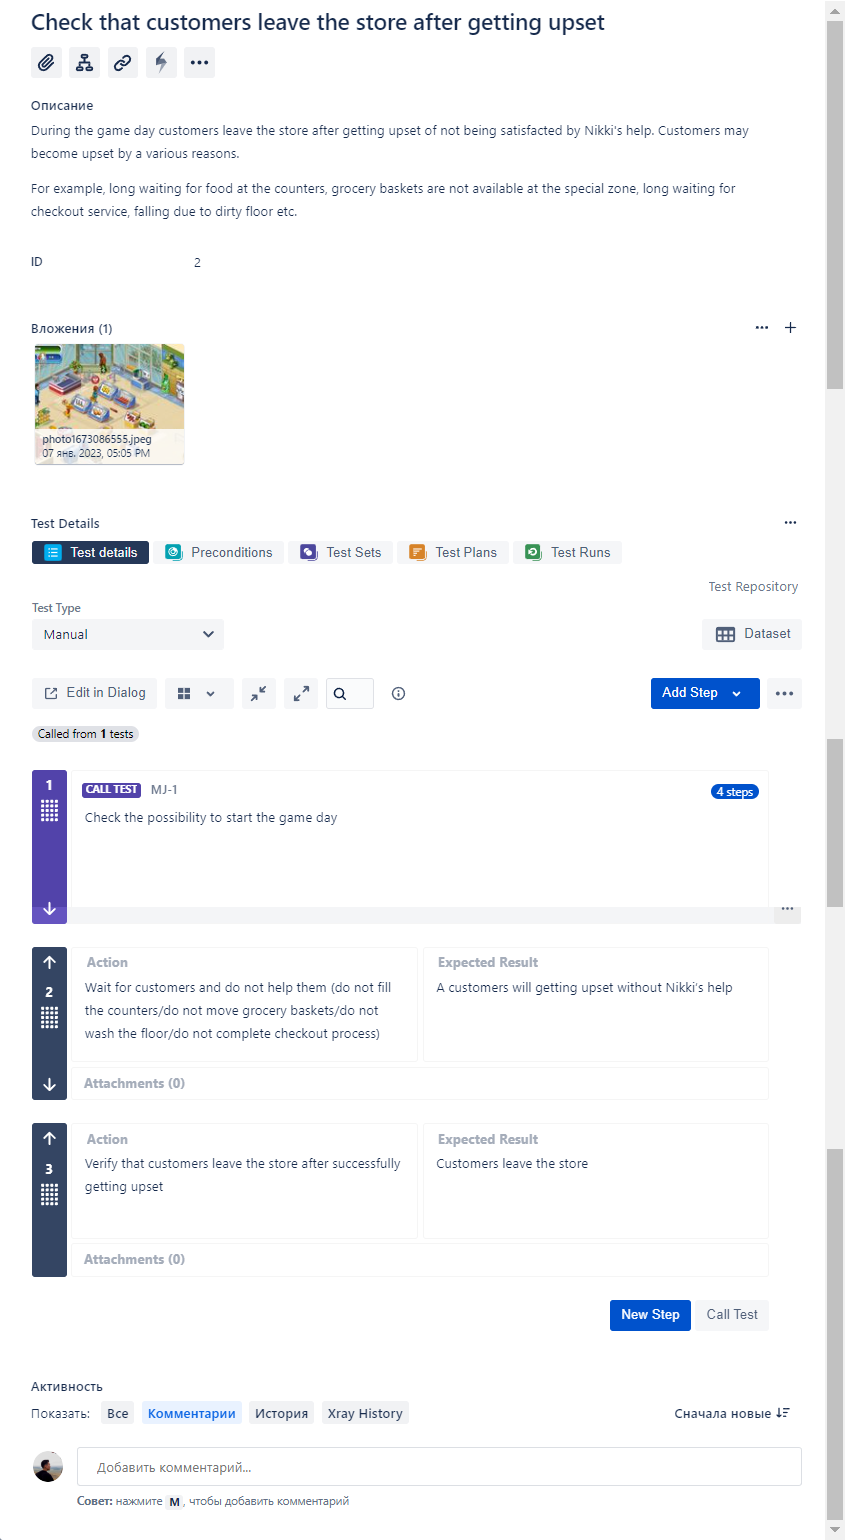 Check that customers leave the store after getting upset
Описание
During the game day customers leave the store after getting upset of not being satisfacted by Nikki's help. Customers may
become upset by a various reasons.
For example, long waiting for food at the counters, grocery baskets are not available at the special zone, long waiting for
checkout service, falling due to dirty floor etc.
ID 2
Вложения (1)
photo1673086555.jpeg
07 янв. 2023, 05:05 PM
Test Details
Test details Preconditions Test Sets Test Plans Test Runs
Test Repository
Test Type
Manual Dataset
Edit in Dialog Add Step
Called from 1 tests
1 CALL TEST MJ-1 4 steps
Check the possibility to start the game day
2
Action
Wait for customers and do not help them (do not fill
the counters/do not move grocery baskets/do not
wash the floor/do not complete checkout process)
Expected Result
A customers will getting upset without Nikki's help
Attachments (0)
3
Action
Verify that customers leave the store after successfully
getting upset
Expected Result
Customers leave the store
Attachments (0)
New Step Call Test
Активность
Показать: Все Комментарии История Xray History Сначала новые
Добавить комментарий...
Совет: нажмите M, чтобы добавить комментарий